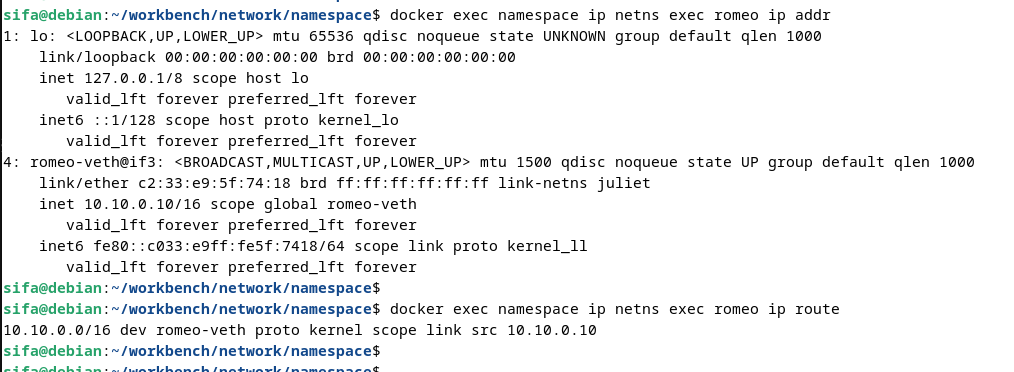 sifa@debian:~/workbench/network/namespace$ docker exec namespace ip netns exec romeo ip addr
1: lo: <LOOPBACK,UP,LOWER_UP> mtu 65536 qdisc noqueue state UNKNOWN group default qlen 1000
    link/loopback 00:00:00:00:00:00 brd 00:00:00:00:00:00
    inet 127.0.0.1/8 scope host lo
       valid_lft forever preferred_lft forever
    inet6 ::1/128 scope host proto kernel_lo
       valid_lft forever preferred_lft forever
4: romeo-veth@if3: <BROADCAST,MULTICAST,UP,LOWER_UP> mtu 1500 qdisc noqueue state UP group default qlen 1000
    link/ether c2:33:e9:5f:74:18 brd ff:ff:ff:ff:ff:ff link-netns juliet
    inet 10.10.0.10/16 scope global romeo-veth
       valid_lft forever preferred_lft forever
    inet6 fe80::c033:e9ff:fe5f:7418/64 scope link proto kernel_ll
       valid_lft forever preferred_lft forever
sifa@debian:~/workbench/network/namespace$
sifa@debian:~/workbench/network/namespace$ docker exec namespace ip netns exec romeo ip route
10.10.0.0/16 dev romeo-veth proto kernel scope link src 10.10.0.10
sifa@debian:~/workbench/network/namespace$
sifa@debian:~/workbench/network/namespace$